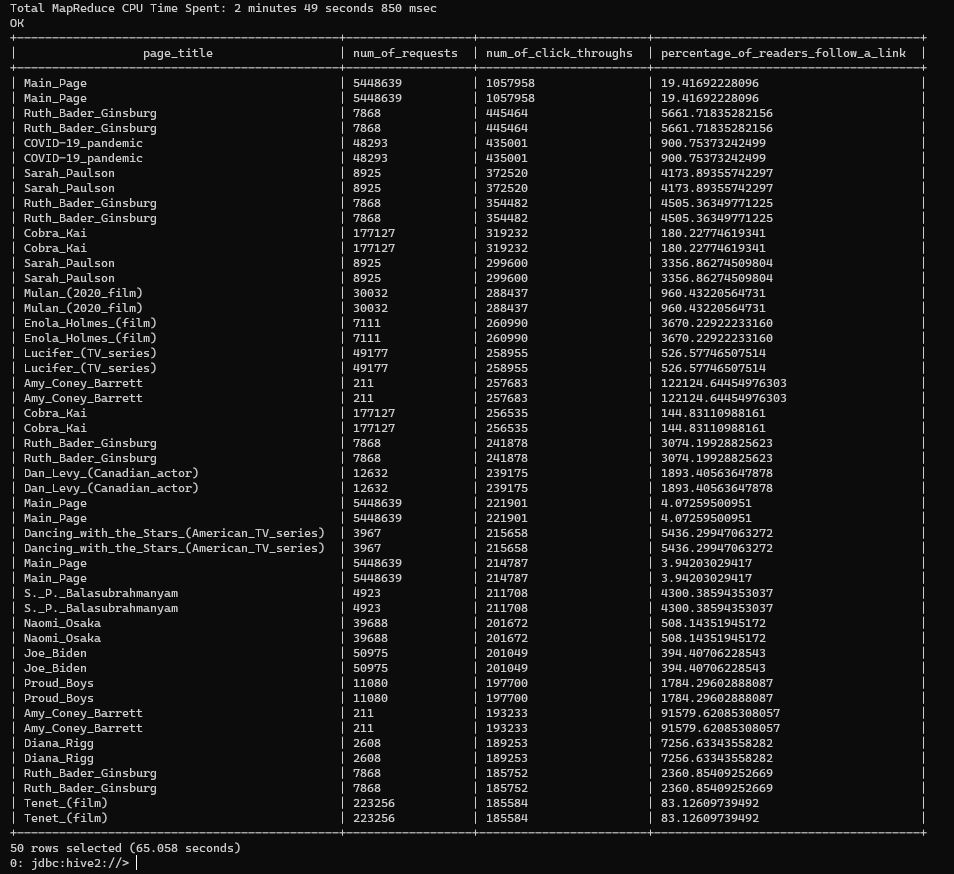 Total MapReduce CPU Time Spent: 2 minutes 49 seconds 850 msec
OK
| page_title | num_of_requests | num_of_click_throughs | percentage_of_readers_follow_a_link |
| Main_Page | 5448639 | 1057958 | 19.41692228096 |
| Main_Page | 5448639 | 1057958 | 19.41692228096 |
| Ruth_Bader_Ginsburg | 7868 | 445464 | 5661.71835282156 |
| Ruth_Bader_Ginsburg | 7868 | 445464 | 5661.71835282156 |
| COVID-19_pandemic | 48293 | 435001 | 900.75373242499 |
| COVID-19_pandemic | 48293 | 435001 | 900.75373242499 |
| Sarah_Paulson | 8925 | 372520 | 4173.89355742297 |
| Sarah_Paulson | 8925 | 372520 | 4173.89355742297 |
| Ruth_Bader_Ginsburg | 7868 | 354482 | 4505.36349771225 |
| Ruth_Bader_Ginsburg | 7868 | 354482 | 4505.36349771225 |
| Cobra_Kai | 177127 | 319232 | 180.22774619341 |
| Cobra_Kai | 177127 | 319232 | 180.22774619341 |
| Sarah_Paulson | 8925 | 299600 | 3356.86274509804 |
| Sarah_Paulson | 8925 | 299600 | 3356.86274509804 |
| Mulan_(2020_film) | 30032 | 288437 | 960.43220564731 |
| Mulan_(2020_film) | 30032 | 288437 | 960.43220564731 |
| Enola_Holmes_(film) | 7111 | 260990 | 3670.22922233160 |
| Enola_Holmes_(film) | 7111 | 260990 | 3670.22922233160 |
| Lucifer_(TV_series) | 49177 | 258955 | 526.57746507514 |
| Lucifer_(TV_series) | 49177 | 258955 | 526.57746507514 |
| Amy_Coney_Barrett | 211 | 257683 | 122124.64454976303 |
| Amy_Coney_Barrett | 211 | 257683 | 122124.64454976303 |
| Cobra_Kai | 177127 | 256535 | 144.83110988161 |
| Cobra_Kai | 177127 | 256535 | 144.83110988161 |
| Ruth_Bader_Ginsburg | 7868 | 241878 | 3074.19928825623 |
| Ruth_Bader_Ginsburg | 7868 | 241878 | 3074.19928825623 |
| Dan_Levy_(Canadian_actor) | 12632 | 239175 | 1893.40563647878 |
| Dan_Levy_(Canadian_actor) | 12632 | 239175 | 1893.40563647878 |
| Main_Page | 5448639 | 221901 | 4.07259500951 |
| Main_Page | 5448639 | 221901 | 4.07259500951 |
| Dancing_with_the_Stars_(American_TV_series) | 3967 | 215658 | 5436.29947063272 |
| Dancing_with_the_Stars_(American_TV_series) | 3967 | 215658 | 5436.29947063272 |
| Main_Page | 5448639 | 214787 | 3.94203029417 |
| Main_Page | 5448639 | 214787 | 3.94203029417 |
| S._P._Balasubrahmanyam | 4923 | 211708 | 4300.38594353037 |
| S._P._Balasubrahmanyam | 4923 | 211708 | 4300.38594353037 |
| Naomi_Osaka | 39688 | 201672 | 508.14351945172 |
| Naomi_Osaka | 39688 | 201672 | 508.14351945172 |
| Joe_Biden | 50975 | 201049 | 394.40706228543 |
| Joe_Biden | 50975 | 201049 | 394.40706228543 |
| Proud_Boys | 11080 | 197700 | 1784.29602888087 |
| Proud_Boys | 11080 | 197700 | 1784.29602888087 |
| Amy_Coney_Barrett | 211 | 193233 | 91579.62085308057 |
| Amy_Coney_Barrett | 211 | 193233 | 91579.62085308057 |
| Diana_Rigg | 2608 | 189253 | 7256.63343558282 |
| Diana_Rigg | 2608 | 189253 | 7256.63343558282 |
| Ruth_Bader_Ginsburg | 7868 | 185752 | 2360.85409252669 |
| Ruth_Bader_Ginsburg | 7868 | 185752 | 2360.85409252669 |
| Tenet_(film) | 223256 | 185584 | 83.12609739492 |
| Tenet_(film) | 223256 | 185584 | 83.12609739492 |
50 rows selected (65.058 seconds)
0: jdbc:hive2://>